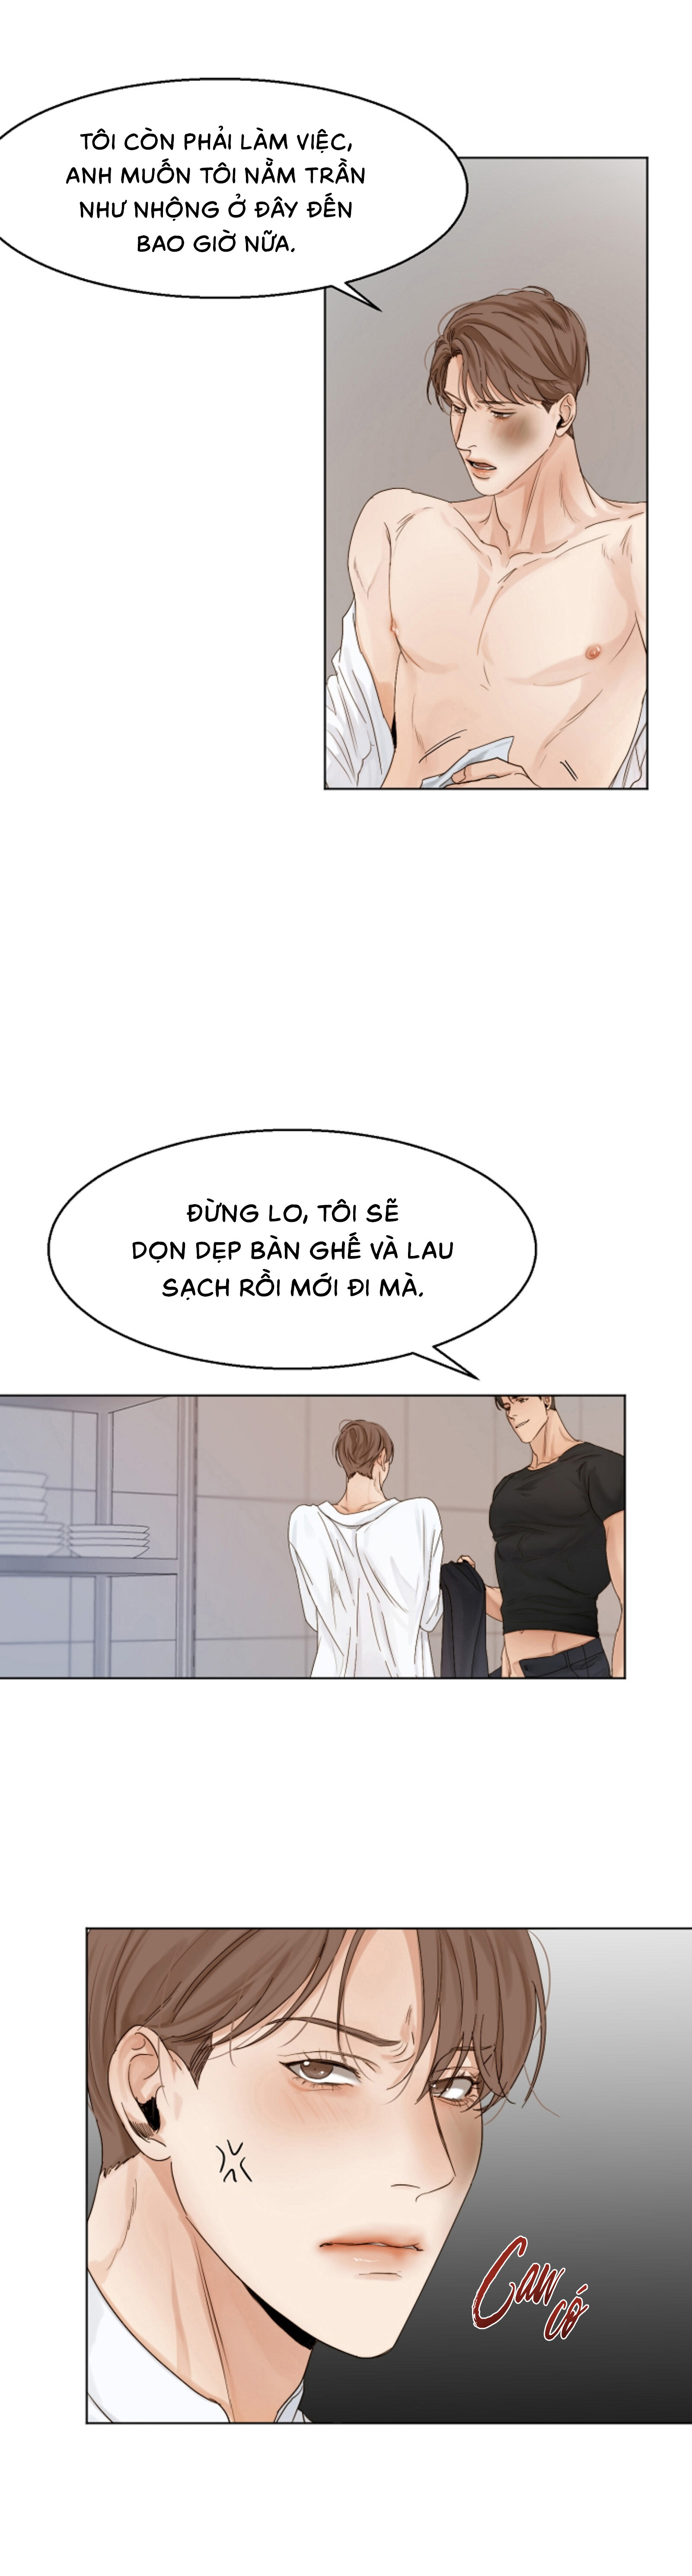 TÔI CÒN PHẢI LÀM VIỆC,
ANH MUỐN TÔI NẰM TRẦN
NHƯ NHỘNG Ở ĐÂY ĐẾN
BAO GIỜ NỮA.
ĐỪNG LO, TÔI SẼ
DỌN DẸP BÀN GHẾ VÀ LAU
SẠCH RỒI MỚI ĐI MÀ.
Cau
có